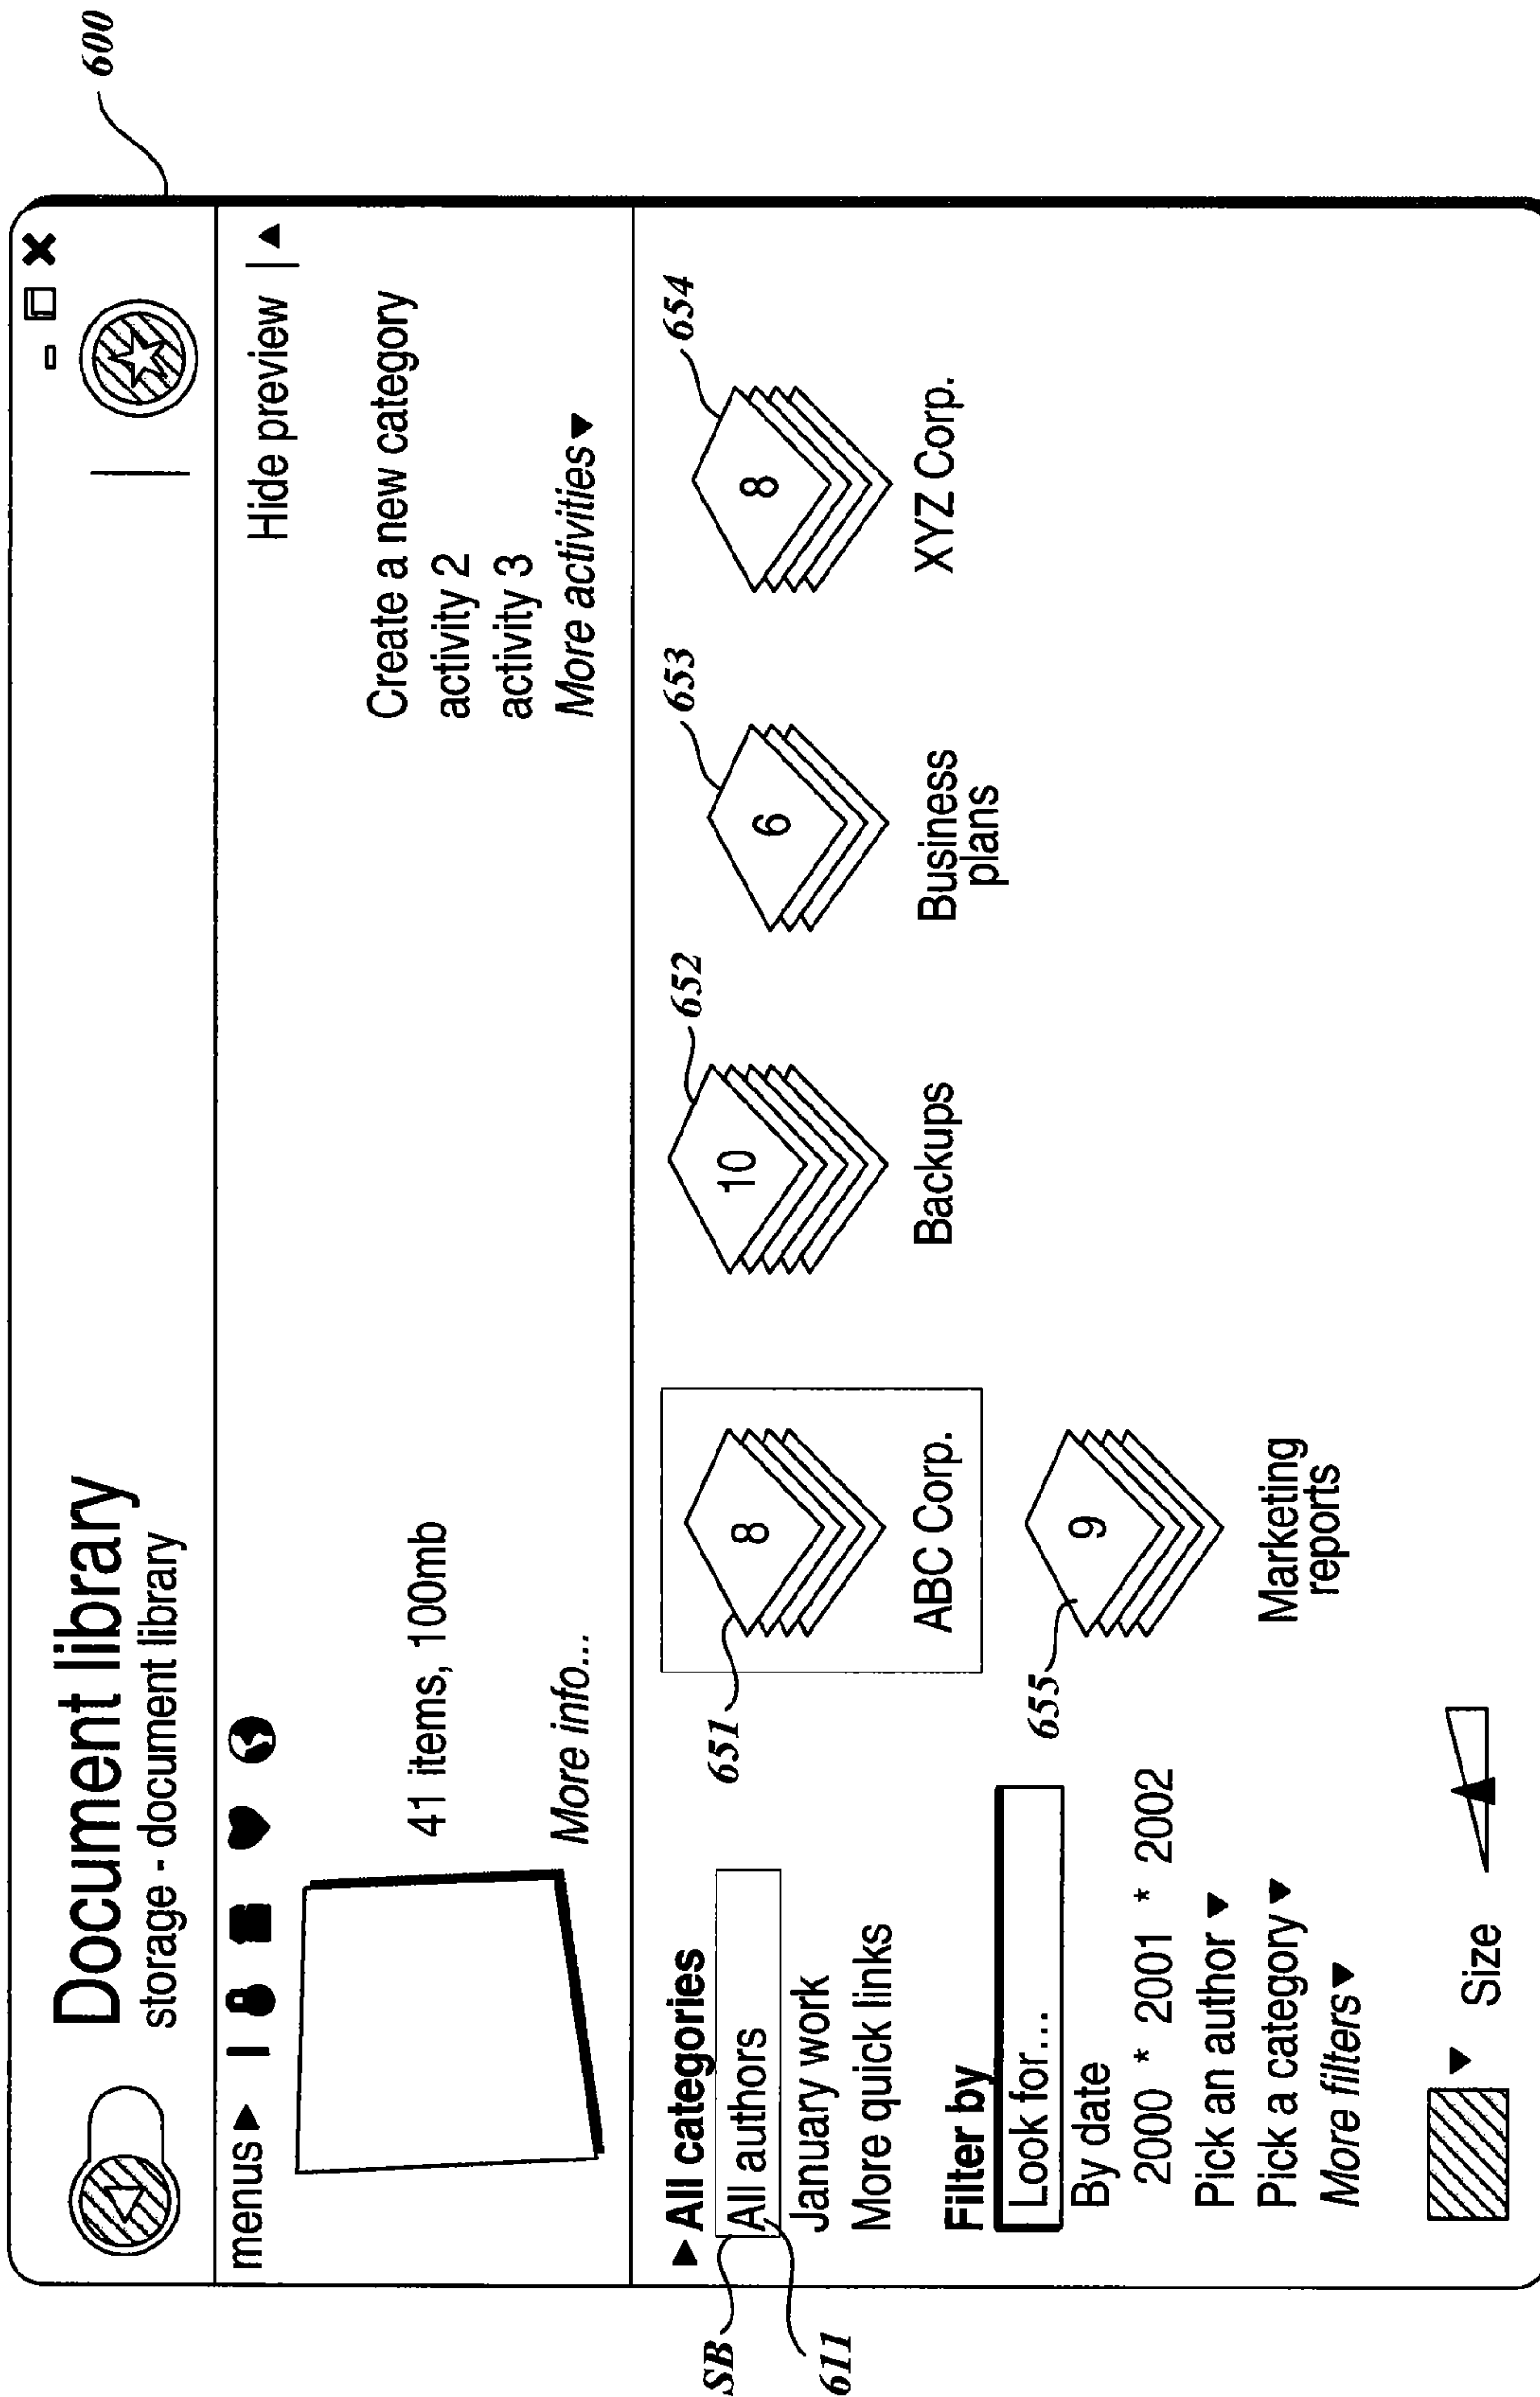 600
Document library
storage - document library
menus
Hide preview
41 items, 100mb
More info...
Create a new category
activity 2
activity 3
More activities
All categories
SB
All authors
611
January work
More quick links
Filter by
Look for...
By date
2000 * 2001 * 2002
Pick an author
Pick a category
More filters
Size
651
8
ABC Corp.
652
10
Backups
653
6
Business
plans
654
8
XYZ Corp.
655
9
Marketing
reports